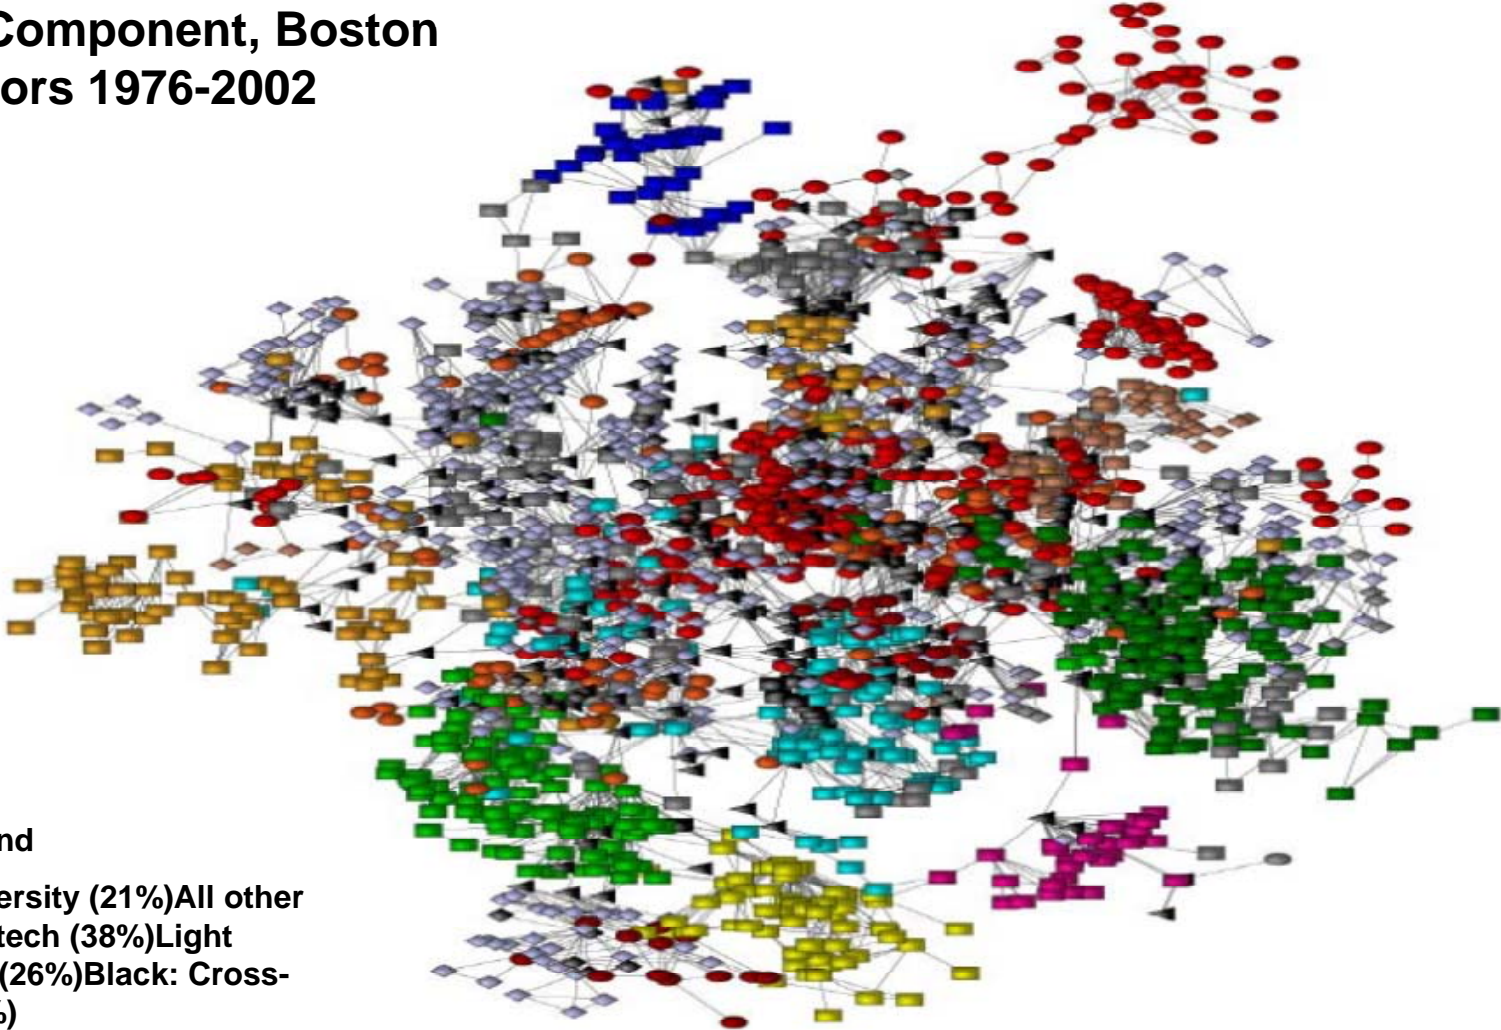 Component, Boston
ors 1976-2002
nd
ersity (21%)All other
tech (38%)Light
(26%)Black: Cross-
%)